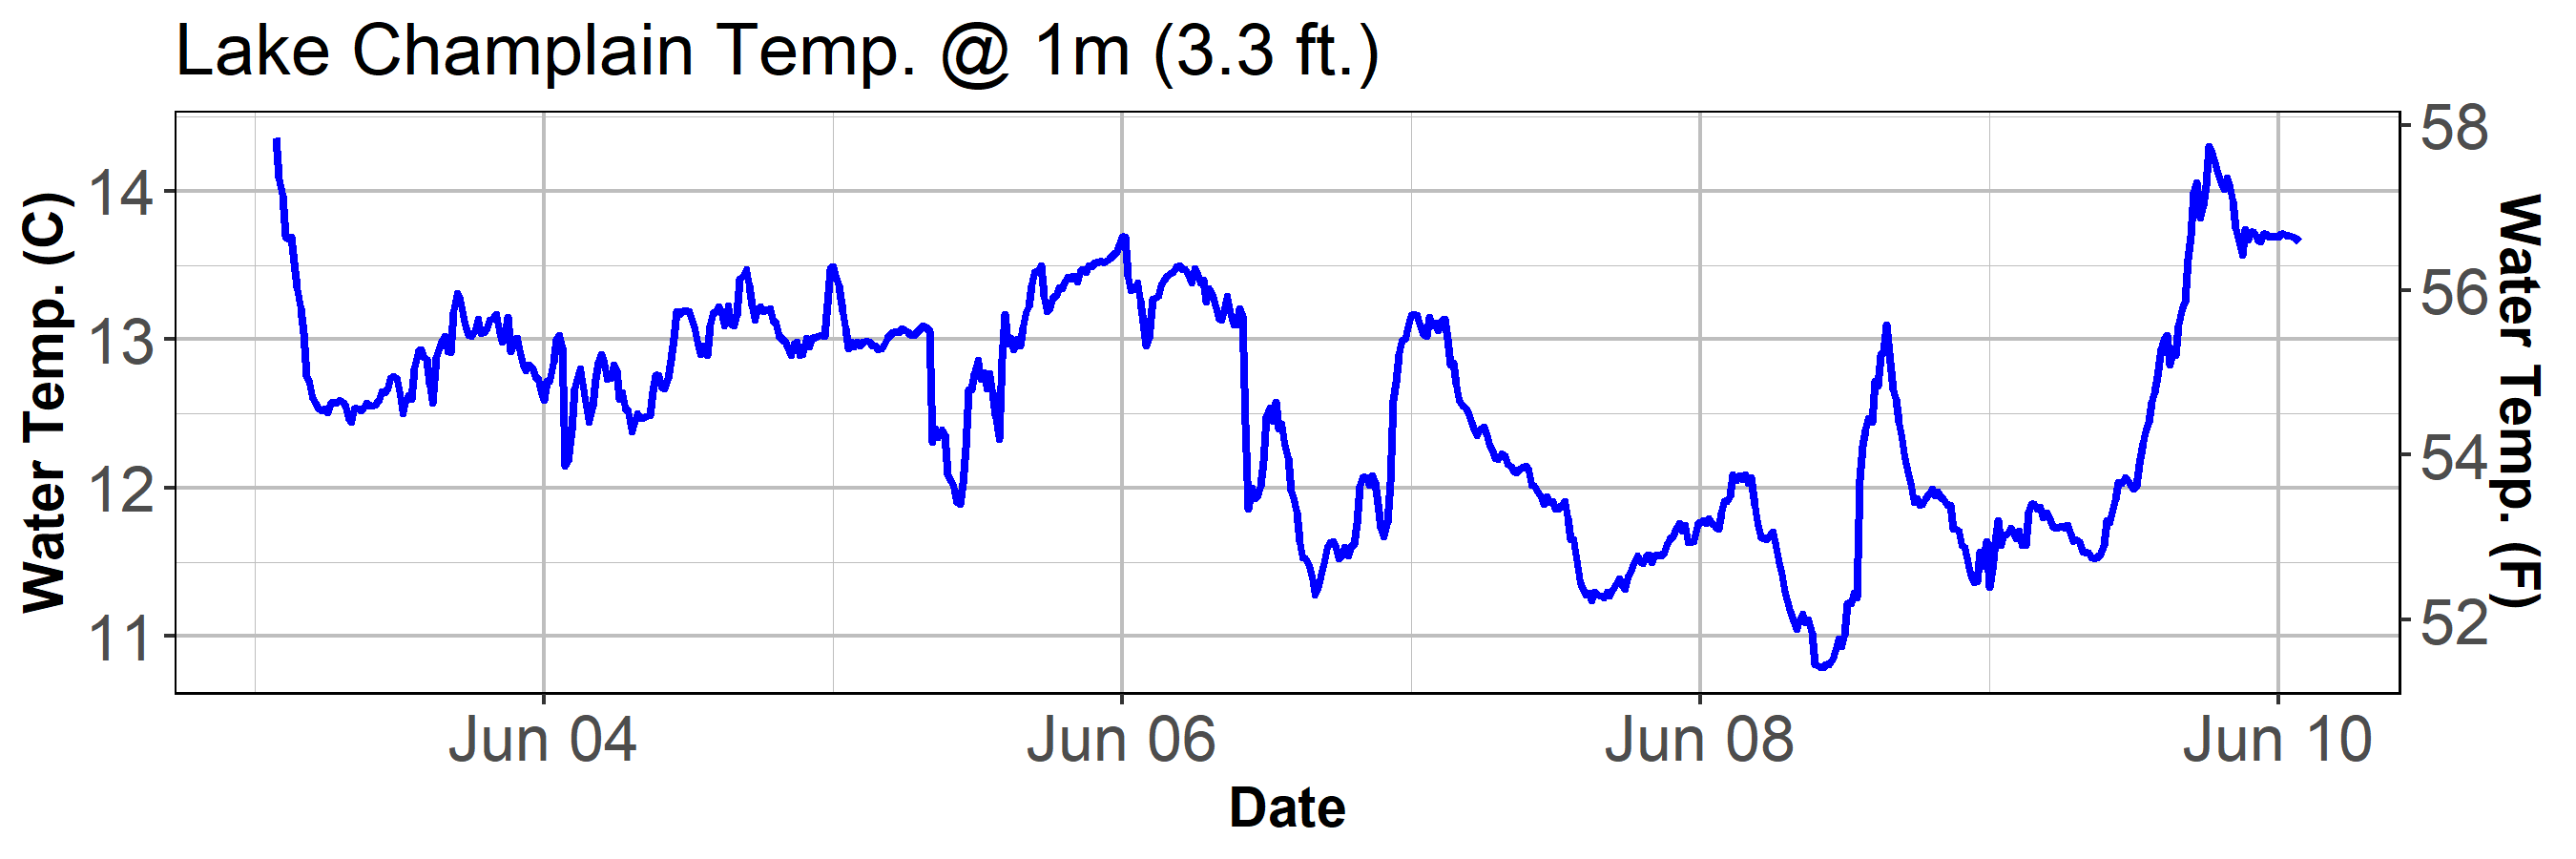 Lake Champlain Temp. @ 1m (3.3 ft.)
Water Temp. (C)
14
13
12
11
58
56
54
52
Water Temp. (F)
Jun 04
Jun 06
Jun 08
Jun 10
Date